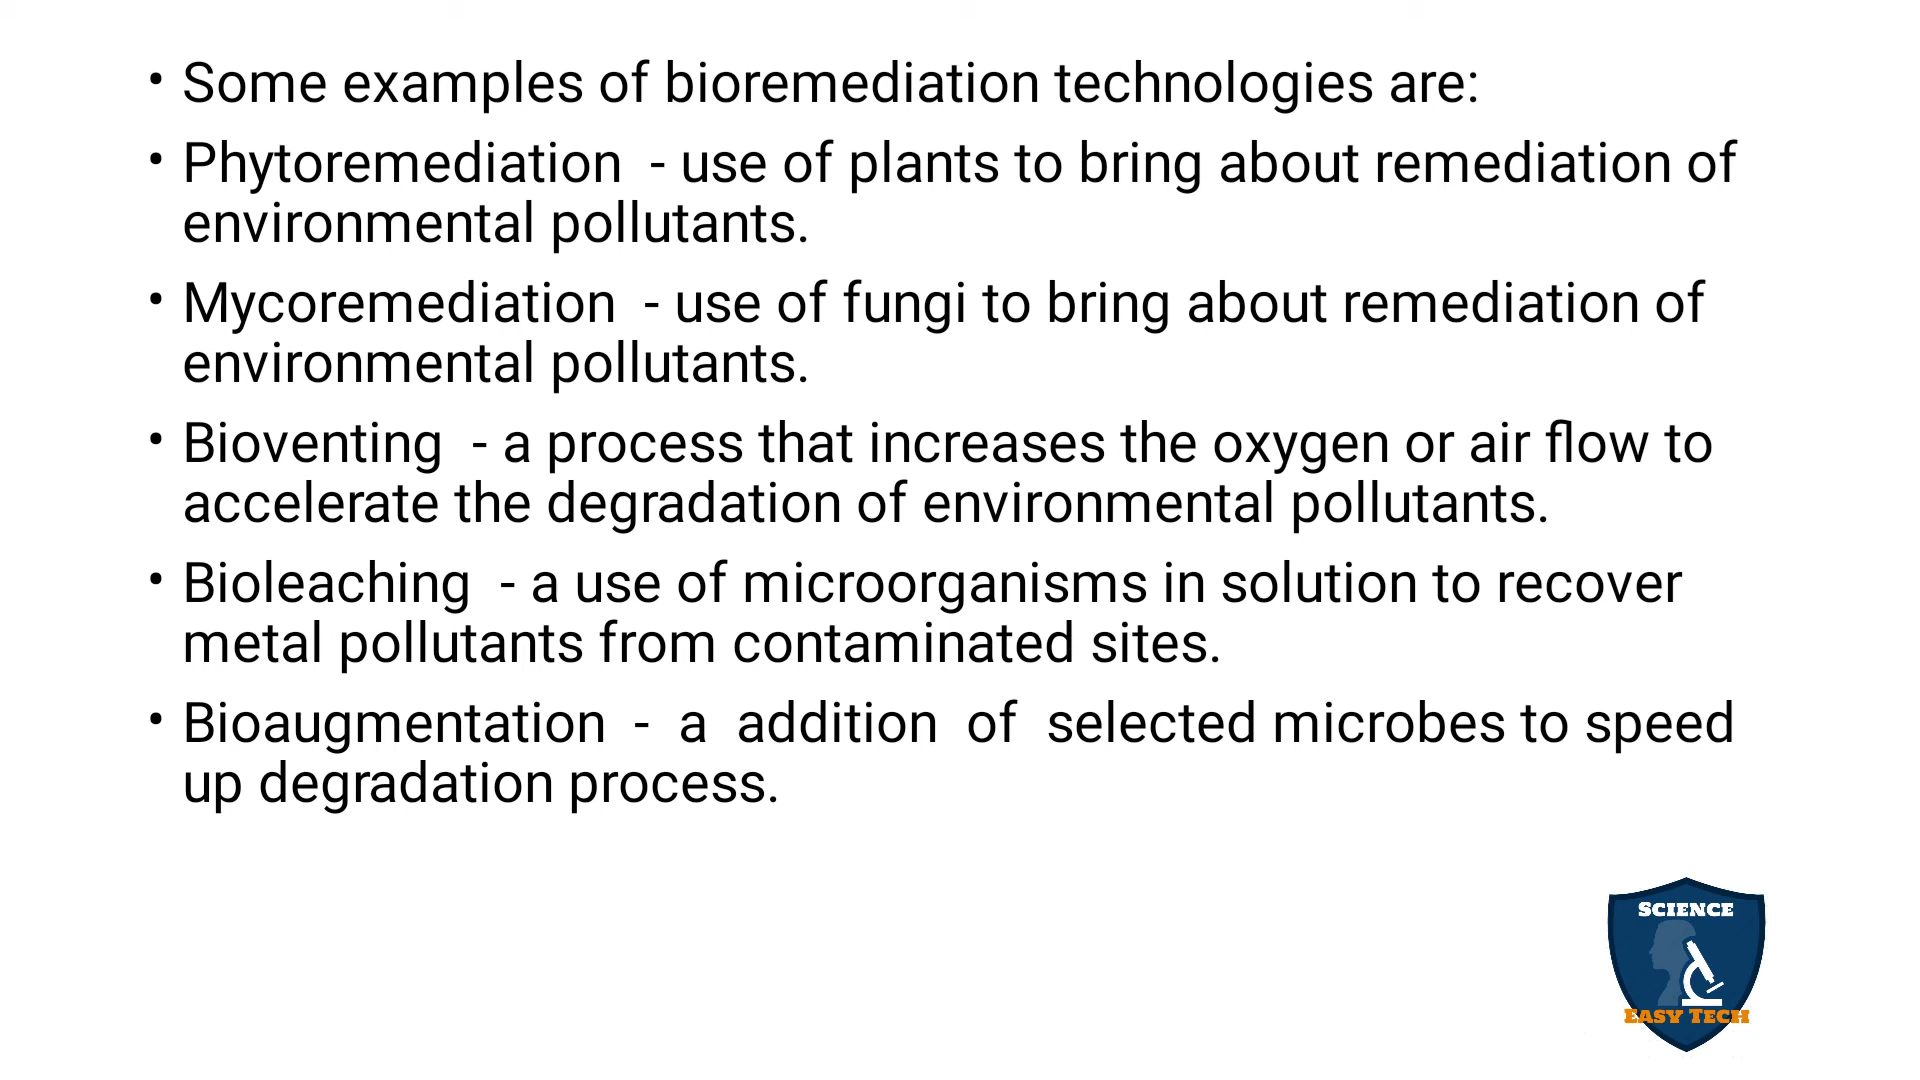 • Some examples of bioremediation technologies are:
• Phytoremediation  - use of plants to bring about remediation of
environmental pollutants.
• Mycoremediation  - use of fungi to bring about remediation of
environmental pollutants.
• Bioventing  - a process that increases the oxygen or air flow to
accelerate the degradation of environmental pollutants.
• Bioleaching  - a use of microorganisms in solution to recover
metal pollutants from contaminated sites.
• Bioaugmentation  -  a  addition  of  selected microbes to speed
up degradation process.
SCIENCE
EASY TECH